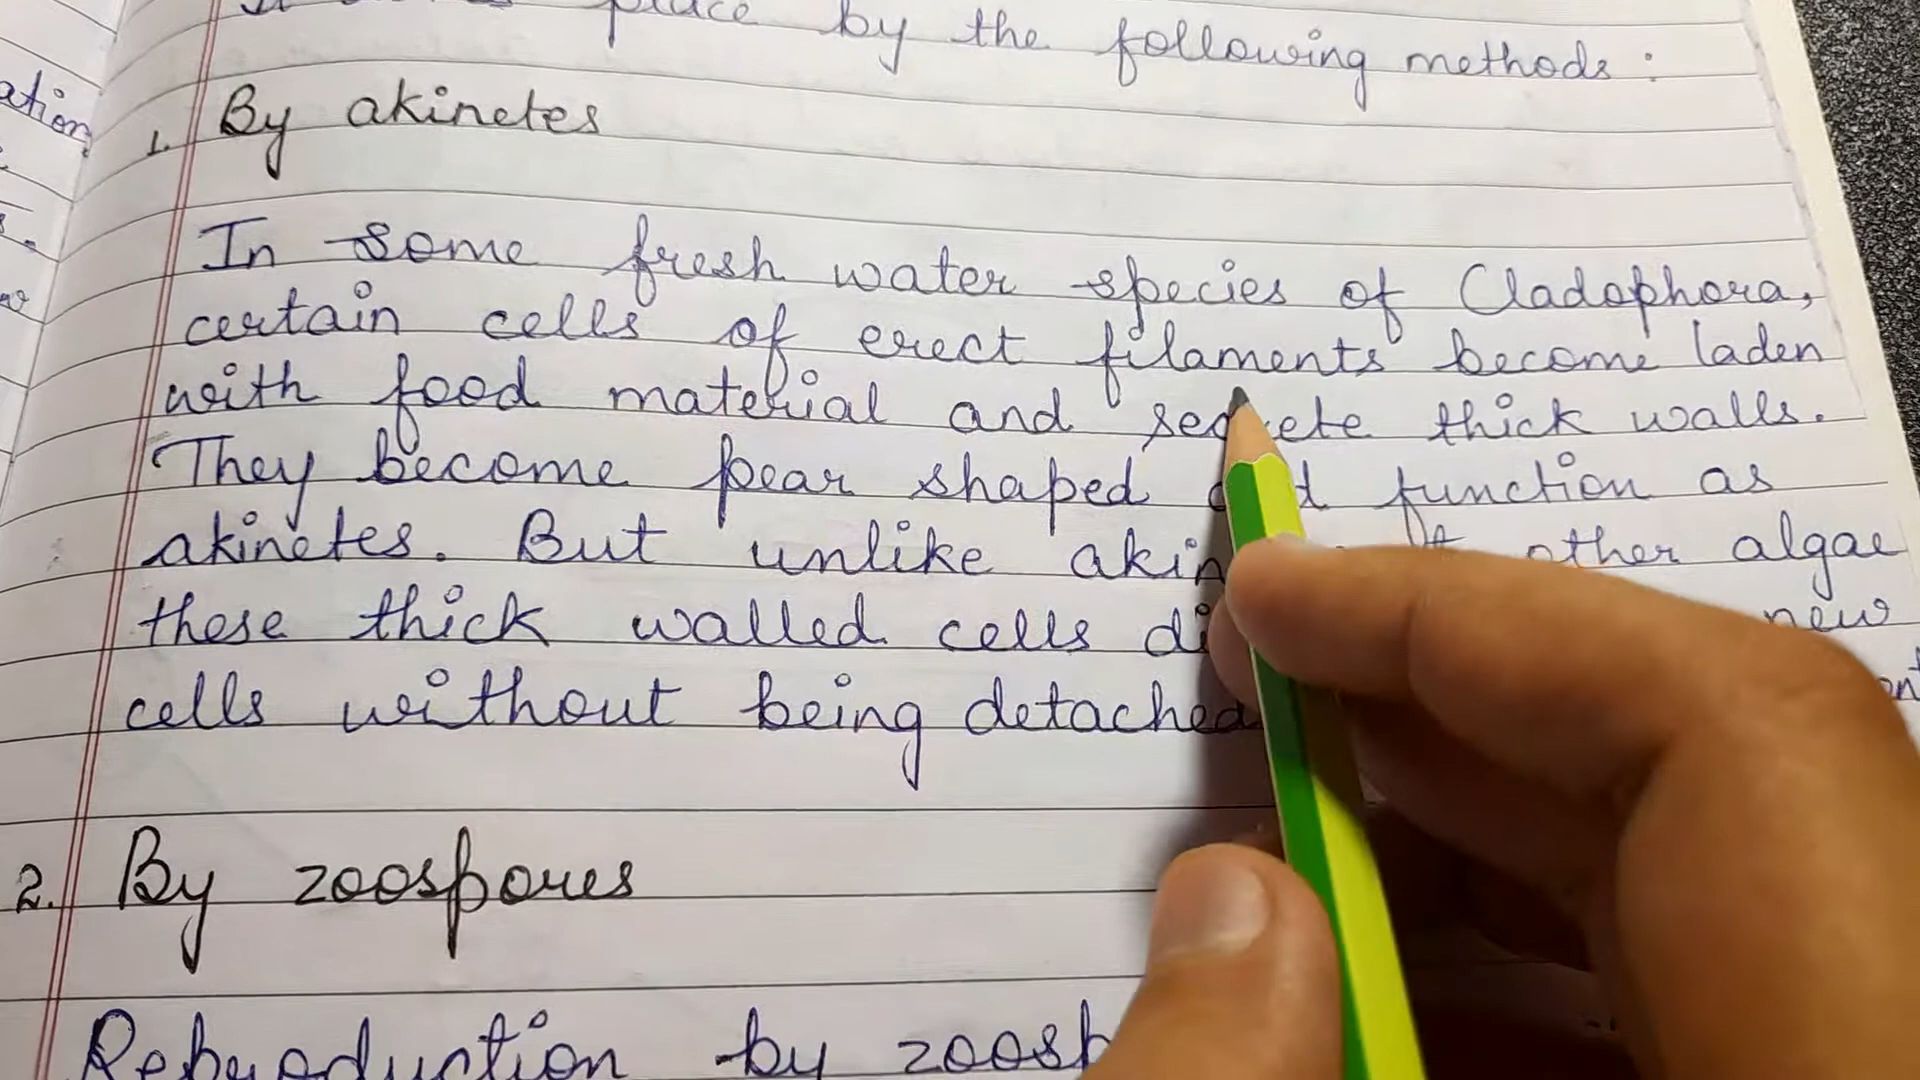 place by the following methods:
1. By akinetes
In some fresh water species of Cladophora,
certain cells of erect filaments become laden
with food material and secrete thick walls.
They become pear shaped and function as
akinetes. But unlike of other algae
these thick walled cells new
cells without being detached
2. By zoospores
Reproduction by